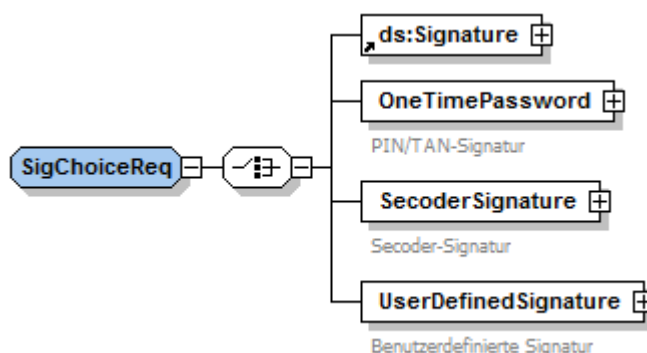 ds:Signature
OneTimePassword
PIN/TAN-Signatur
SigChoiceReq
SecoderSignature
Secoder-Signatur
UserDefinedSignature
Benutzerdefinierte Signatur